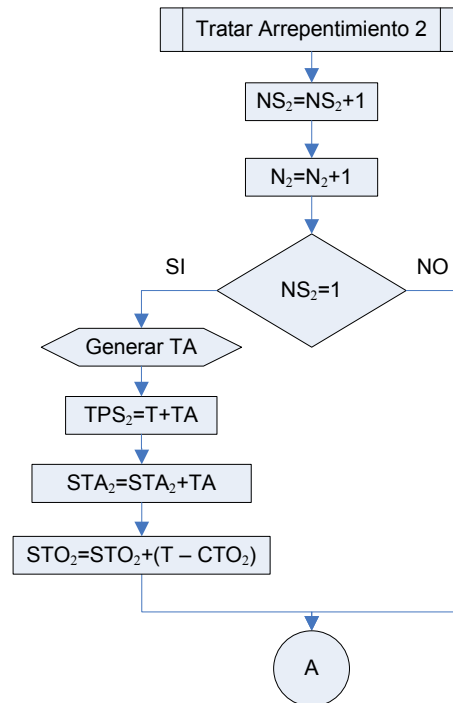 Tratar Arrepentimiento 2
NS₂=NS₂+1
N₂=N₂+1
SI
NO
NS₂=1
Generar TA
TPS₂=T+TA
STA₂=STA₂+TA
STO₂=STO₂+(T – CTO₂)
A